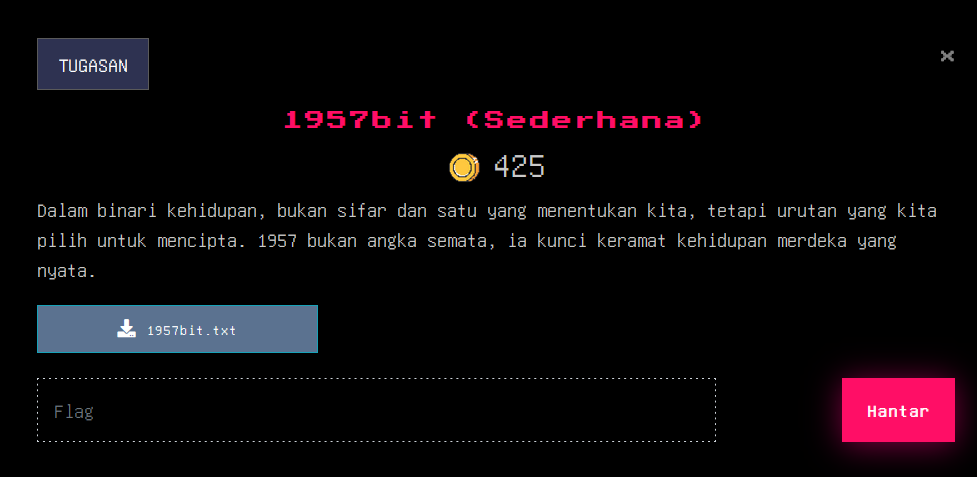 TUGASAN
×
1957bit (Sederhana)
425
Dalam binari kehidupan, bukan sifar dan satu yang menentukan kita, tetapi urutan yang kita
pilih untuk mencipta. 1957 bukan angka semata, ia kunci keramat kehidupan merdeka yang
nyata.
1957bit.txt
Flag
Hantar